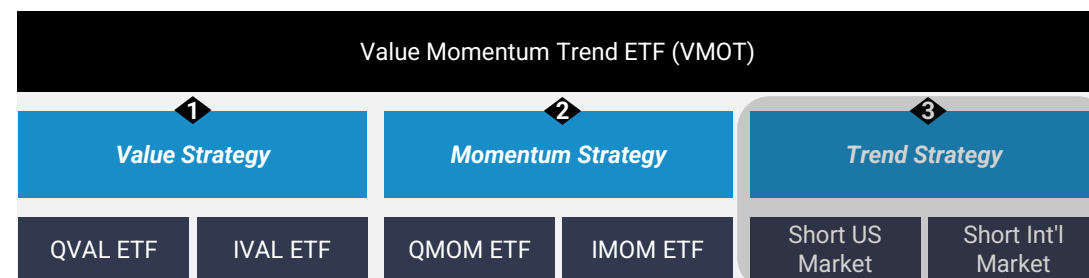 Value Momentum Trend ETF (VMOT)
1
2
3
Value Strategy
Momentum Strategy
Trend Strategy
QVAL ETF
IVAL ETF
QMOM ETF
IMOM ETF
Short US
Market
Short Int'l
Market